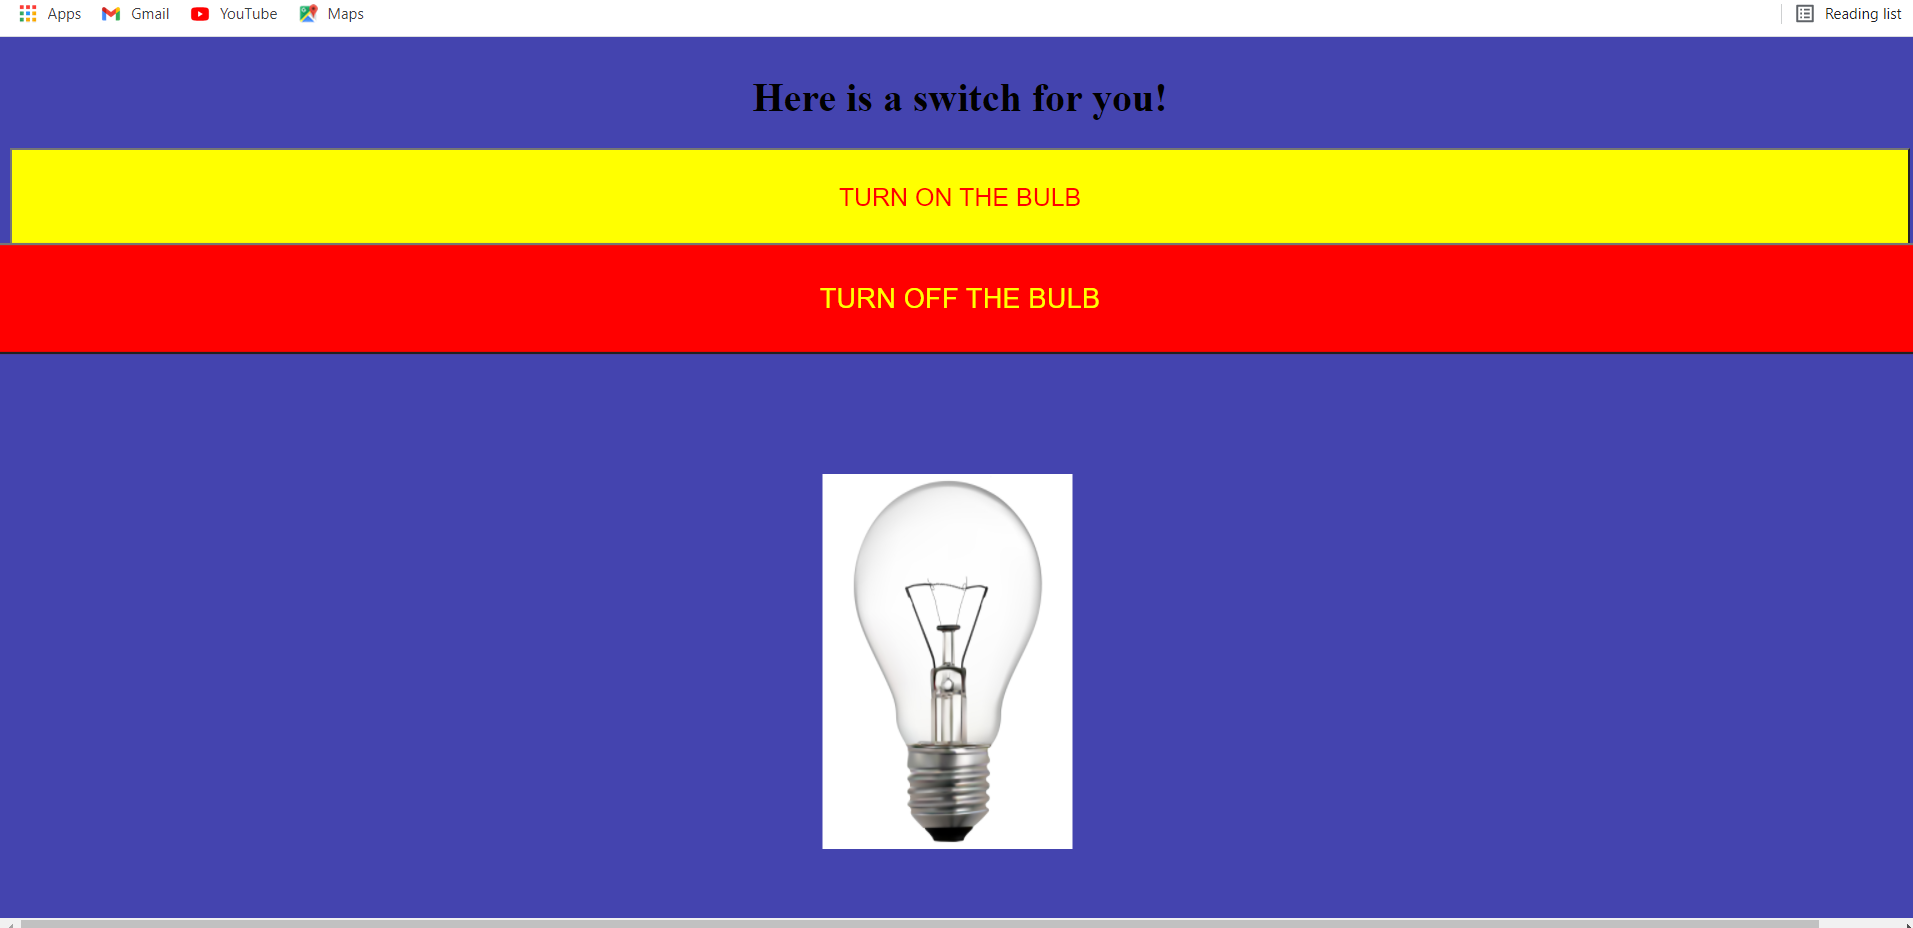 Apps Gmail YouTube Maps Reading list
Here is a switch for you!
TURN ON THE BULB
TURN OFF THE BULB